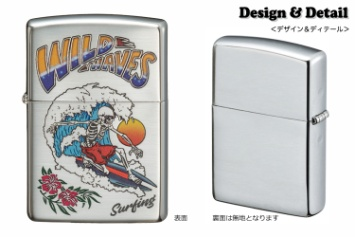 Design & Detail
＜デザイン＆ディテール＞
WILD WAVES
Surfing
表面
裏面は無地となります